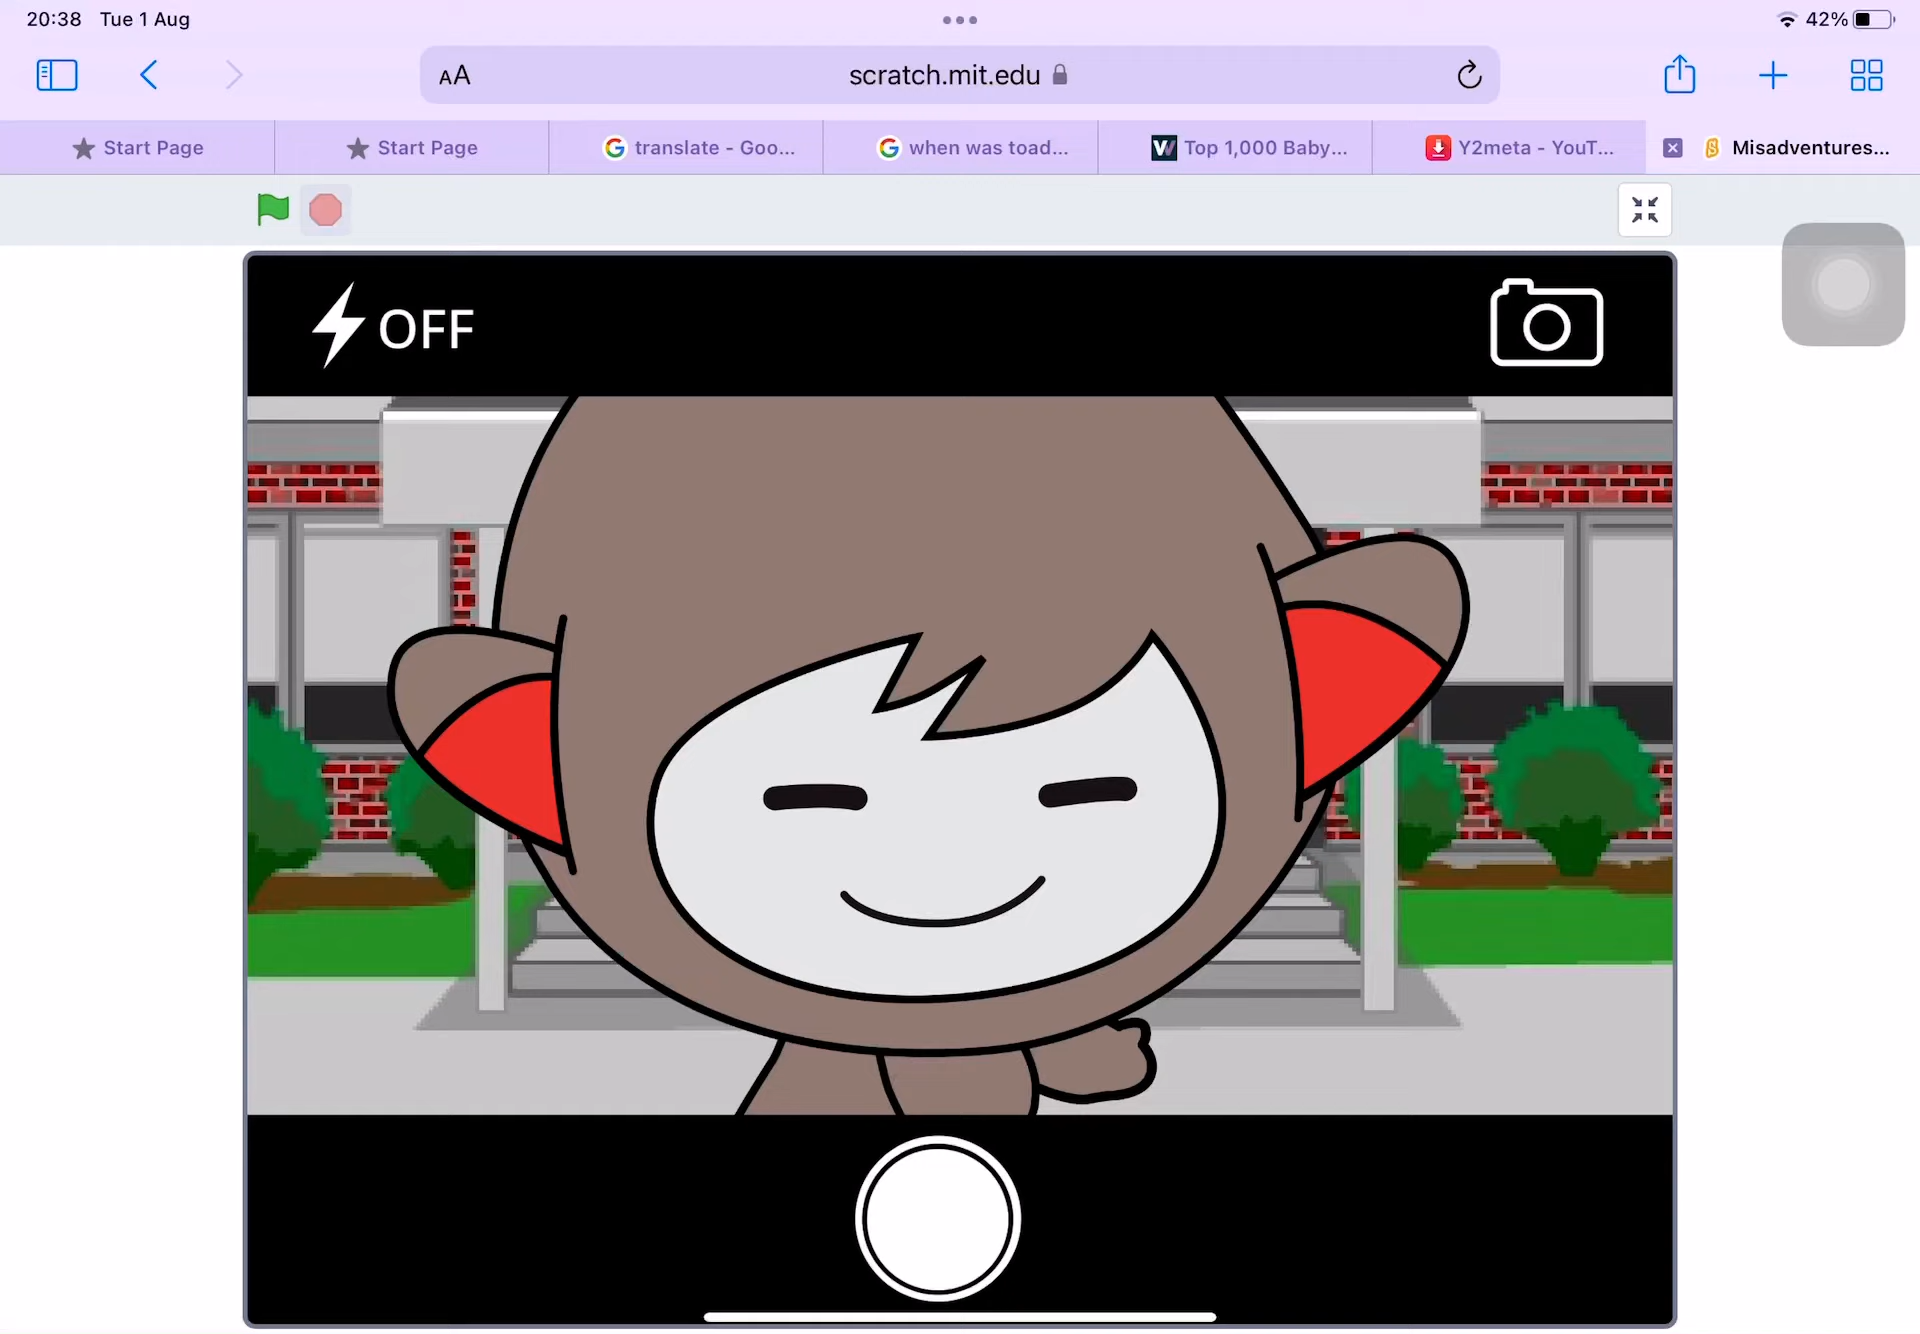 20:38 Tue 1 Aug
42%
AA
scratch.mit.edu
Start Page
Start Page
translate - Goo...
when was toad...
Top 1,000 Baby...
Y2meta - YouT...
Misadventures...
OFF